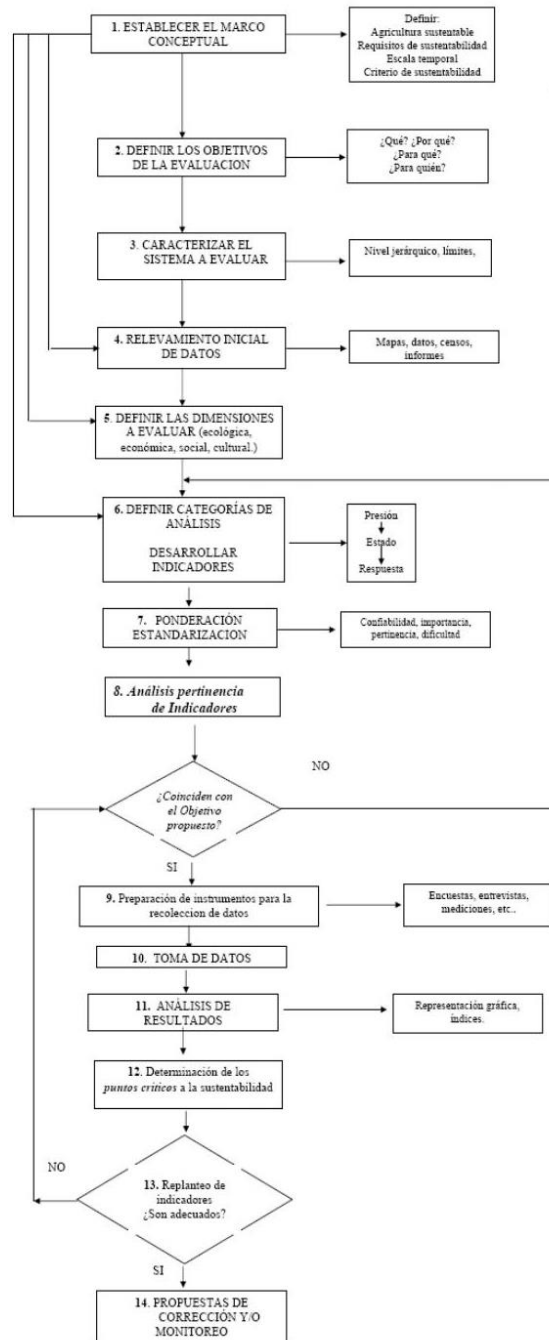 1. ESTABLECER EL MARCO
CONCEPTUAL
Definir:
Agricultura sustentable
Requisitos de sustentabilidad
Escala temporal
Criterio de sustentabilidad
2. DEFINIR LOS OBJETIVOS
DE LA EVALUACION
¿Qué? ¿Por qué?
¿Para qué?
¿Para quién?
3. CARACTERIZAR EL
SISTEMA A EVALUAR
Nivel jerárquico, límites,
4. RELEVAMIENTO INICIAL
DE DATOS
Mapas, datos, censos,
informes
5. DEFINIR LAS DIMENSIONES
A EVALUAR (ecológica,
económica, social, cultural.)
6. DEFINIR CATEGORÍAS DE
ANÁLISIS
DESARROLLAR
INDICADORES
Presión
Estado
Respuesta
7. PONDERACIÓN
ESTANDARIZACION
Confiabilidad, importancia,
pertinencia, dificultad
8. Análisis pertinencia
de Indicadores
NO
¿Coinciden con
el Objetivo
propuesto?
SI
9. Preparación de instrumentos para la
recoleccion de datos
Encuestas, entrevistas,
mediciones, etc..
10. TOMA DE DATOS
11. ANÁLISIS DE
RESULTADOS
Representación gráfica,
índices.
12. Determinación de los
puntos críticos a la sustentabilidad
NO
13. Replanteo de
indicadores
¿Son adecuados?
SI
14. PROPUESTAS DE
CORRECCIÓN Y/O
MONITOREO